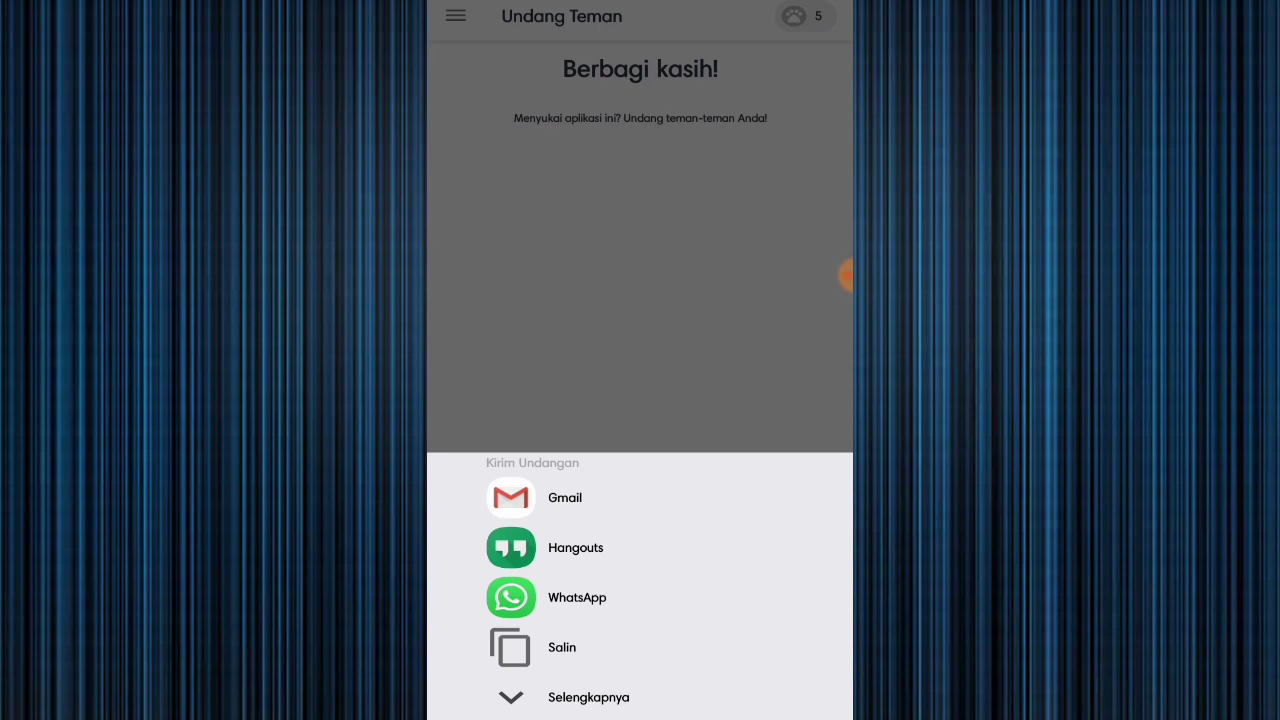 Undang Teman
5
Berbagi kasih!
Menyukai aplikasi ini? Undang teman-teman Anda!
Kirim Undangan
Gmail
Hangouts
WhatsApp
Salin
Selengkapnya